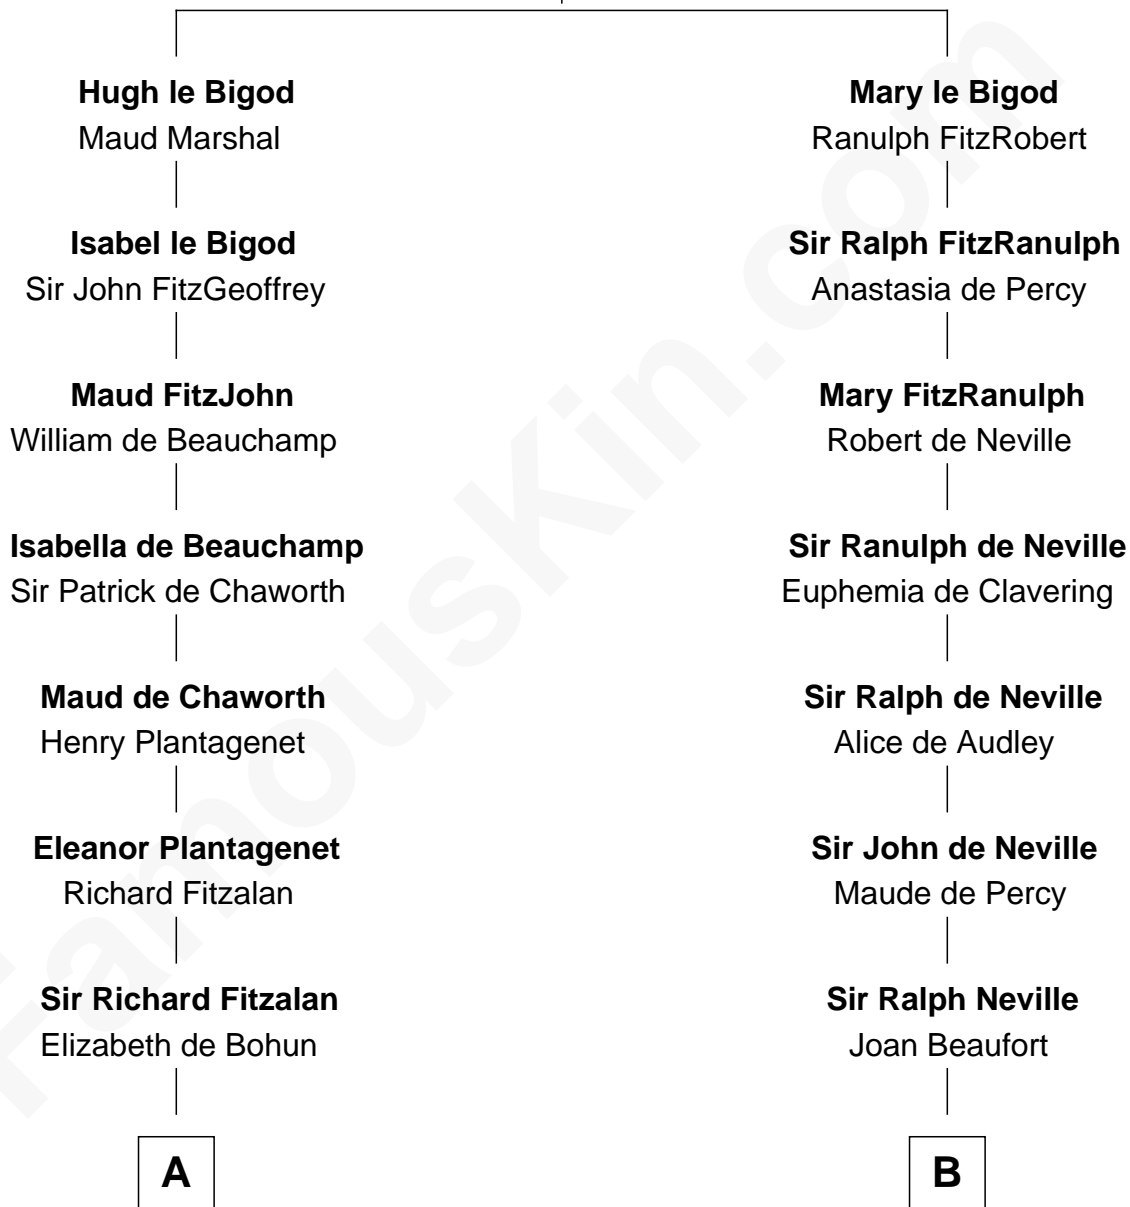 Hugh le Bigod
Maud Marshal
Isabel le Bigod
Sir John FitzGeoffrey
Maud FitzJohn
William de Beauchamp
Isabella de Beauchamp
Sir Patrick de Chaworth
Maud de Chaworth
Henry Plantagenet
Eleanor Plantagenet
Richard Fitzalan
Sir Richard Fitzalan
Elizabeth de Bohun
A
Mary le Bigod
Ranulph FitzRobert
Sir Ralph FitzRanulph
Anastasia de Percy
Mary FitzRanulph
Robert de Neville
Sir Ranulph de Neville
Euphemia de Clavering
Sir Ralph de Neville
Alice de Audley
Sir John de Neville
Maude de Percy
Sir Ralph Neville
Joan Beaufort
B
FamousKin.com